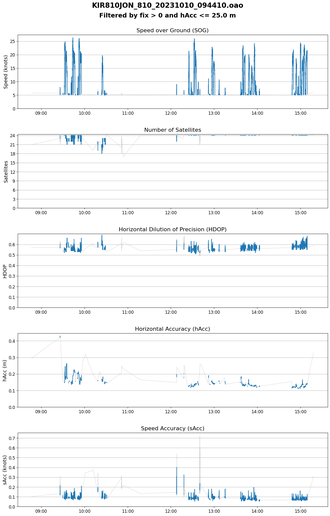 KIR810JON_810_20231010_094410.oao
Filtered by fix > 0 and hAcc <= 25.0 m
Speed over Ground (SOG)
Speed (knots)
25
20
15
10
5
0
09:00 10:00 11:00 12:00 13:00 14:00 15:00
Number of Satellites
Satellites
24
21
18
15
12
9
6
3
0
09:00 10:00 11:00 12:00 13:00 14:00 15:00
Horizontal Dilution of Precision (HDOP)
HDOP
0.6
0.5
0.4
0.3
0.2
0.1
0.0
09:00 10:00 11:00 12:00 13:00 14:00 15:00
Horizontal Accuracy (hAcc)
hAcc (m)
0.4
0.3
0.2
0.1
0.0
09:00 10:00 11:00 12:00 13:00 14:00 15:00
Speed Accuracy (sAcc)
sAcc (knots)
0.7
0.6
0.5
0.4
0.3
0.2
0.1
0.0
09:00 10:00 11:00 12:00 13:00 14:00 15:00